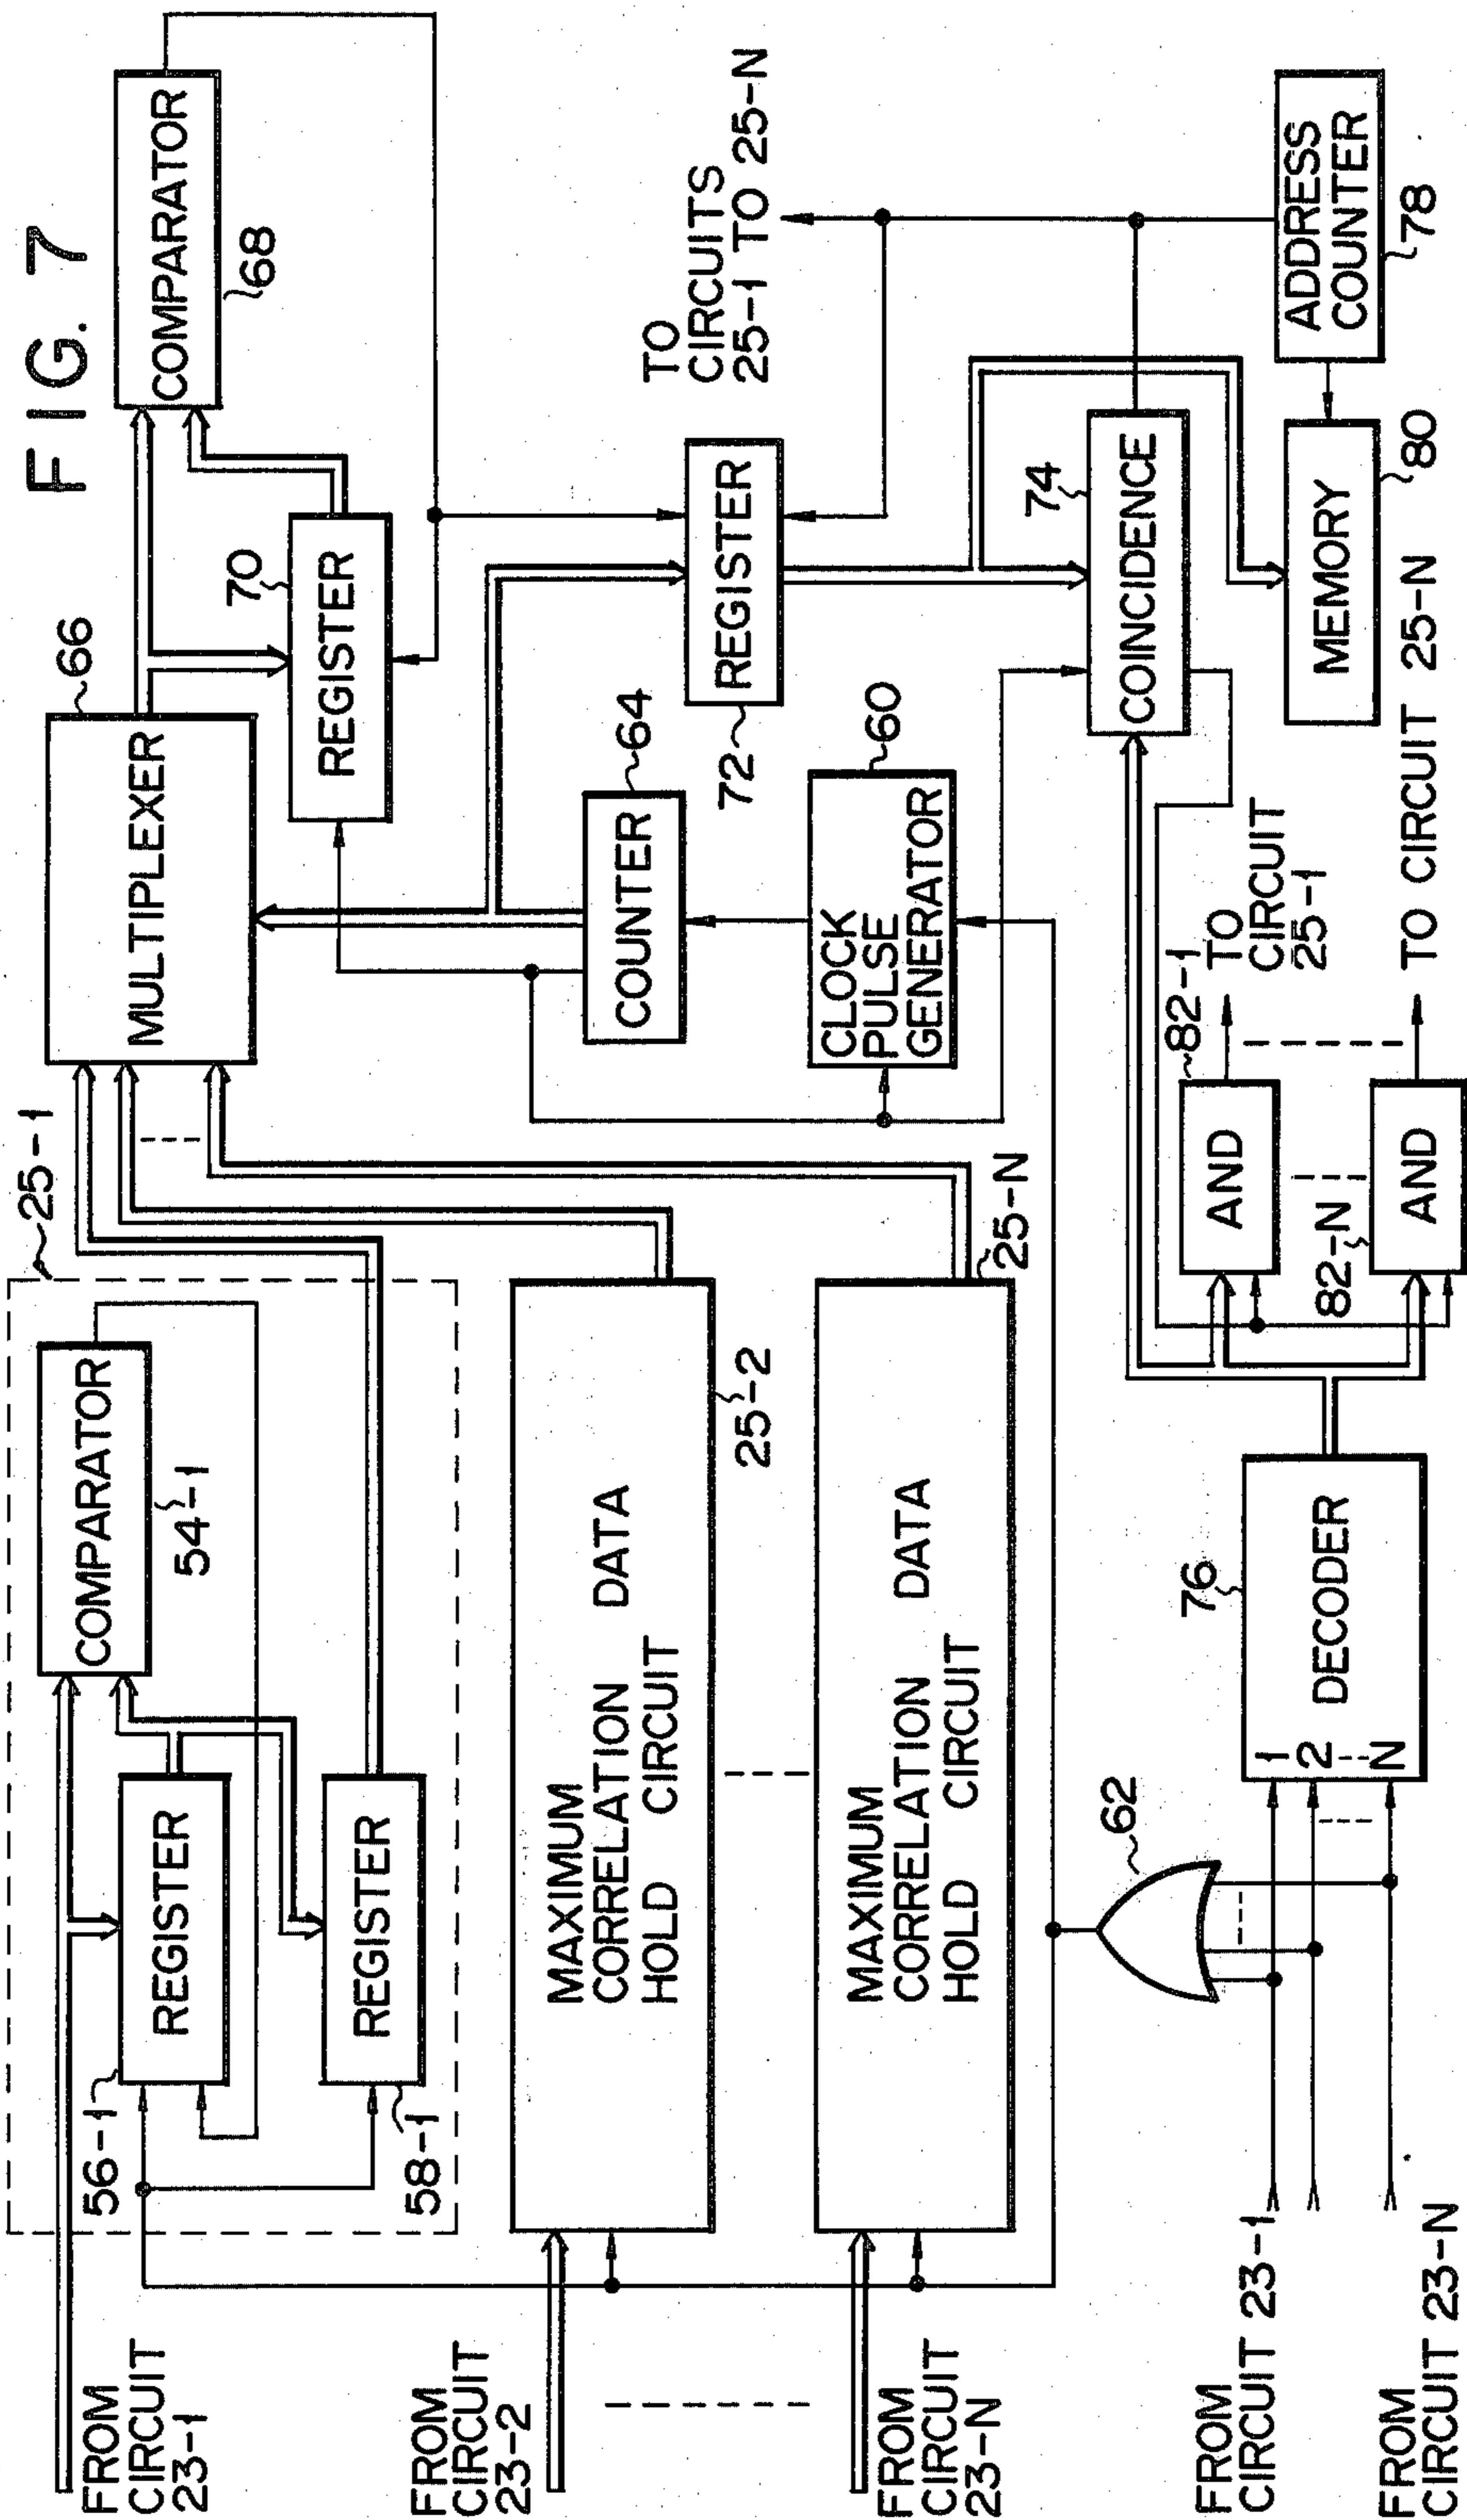 FIG. 7
25-1
66
MULTIPLEXER
COMPARATOR
68
COMPARATOR
54-1
70
REGISTER
56-1
REGISTER
58-1
REGISTER
FROM
CIRCUIT
23-1
FROM
CIRCUIT
23-2
MAXIMUM
CORRELATION DATA
HOLD CIRCUIT
25-2
COUNTER
64
REGISTER
72
TO
CIRCUITS
25-1 TO 25-N
FROM
CIRCUIT
23-N
MAXIMUM
CORRELATION DATA
HOLD CIRCUIT
25-N
CLOCK
PULSE
GENERATOR
60
74
COINCIDENCE
62
76
1
2
N
DECODER
82-1
AND
TO
CIRCUIT
25-1
82-N
AND
TO CIRCUIT 25-N
MEMORY
80
ADDRESS
COUNTER
78
FROM
CIRCUIT 23-1
FROM
CIRCUIT 23-N